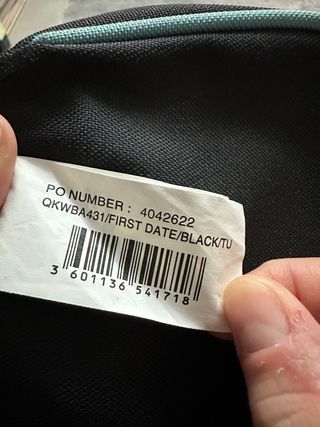 PO NUMBER : 4042622
QKWBA431/FIRST DATE/BLACK/TU
3 601136 541718